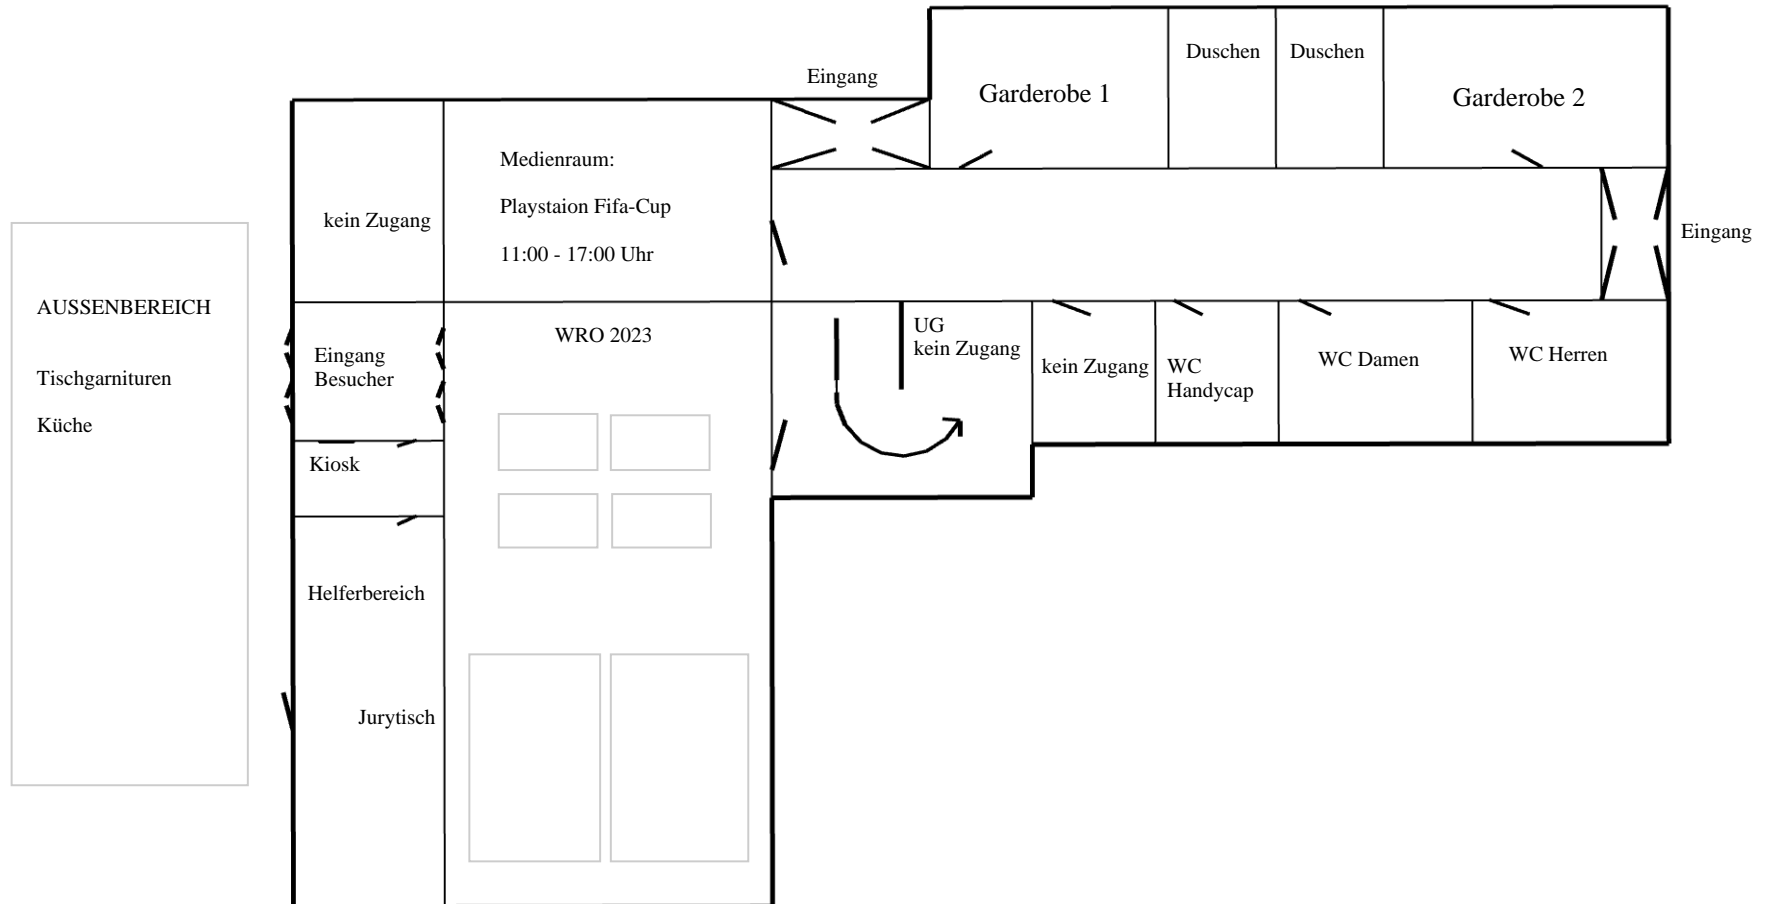 Eingang
Garderobe 1
Duschen
Duschen
Garderobe 2
Medienraum:
Playstaion Fifa-Cup
11:00 - 17:00 Uhr
kein Zugang
Eingang
AUSSENBEREICH
Tischgarnituren
Küche
Eingang
Besucher
WRO 2023
UG
kein Zugang
kein Zugang
WC
Handycap
WC Damen
WC Herren
Kiosk
Helferbereich
Jurytisch